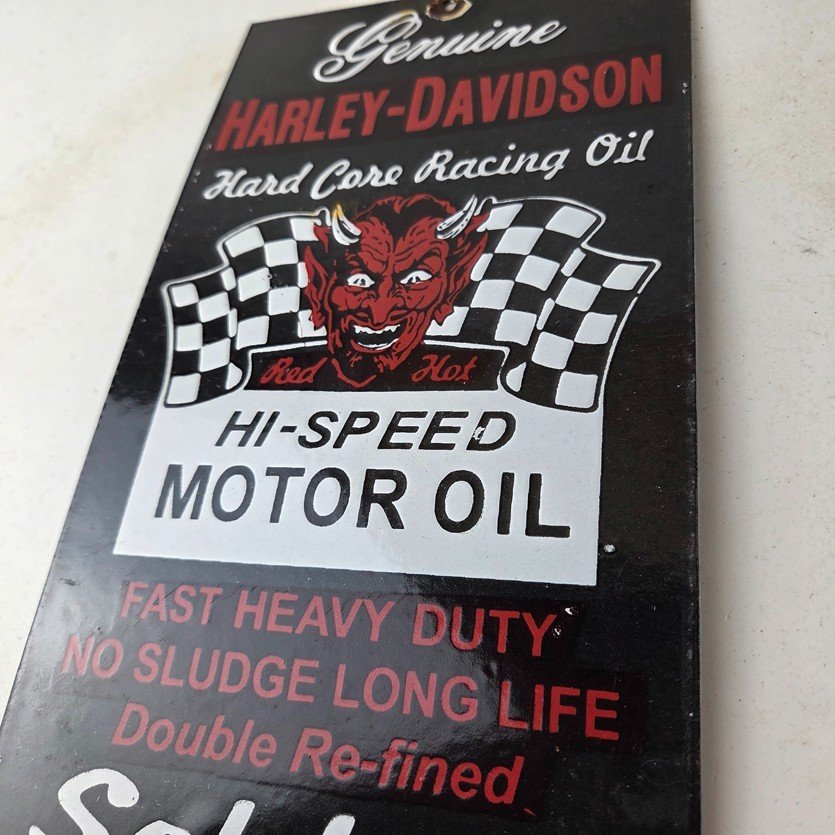 Genuine
HARLEY-DAVIDSON
Hard Core Racing Oil
Red Hot
HI-SPEED
MOTOR OIL
FAST HEAVY DUTY
NO SLUDGE LONG LIFE
Double Re-fined